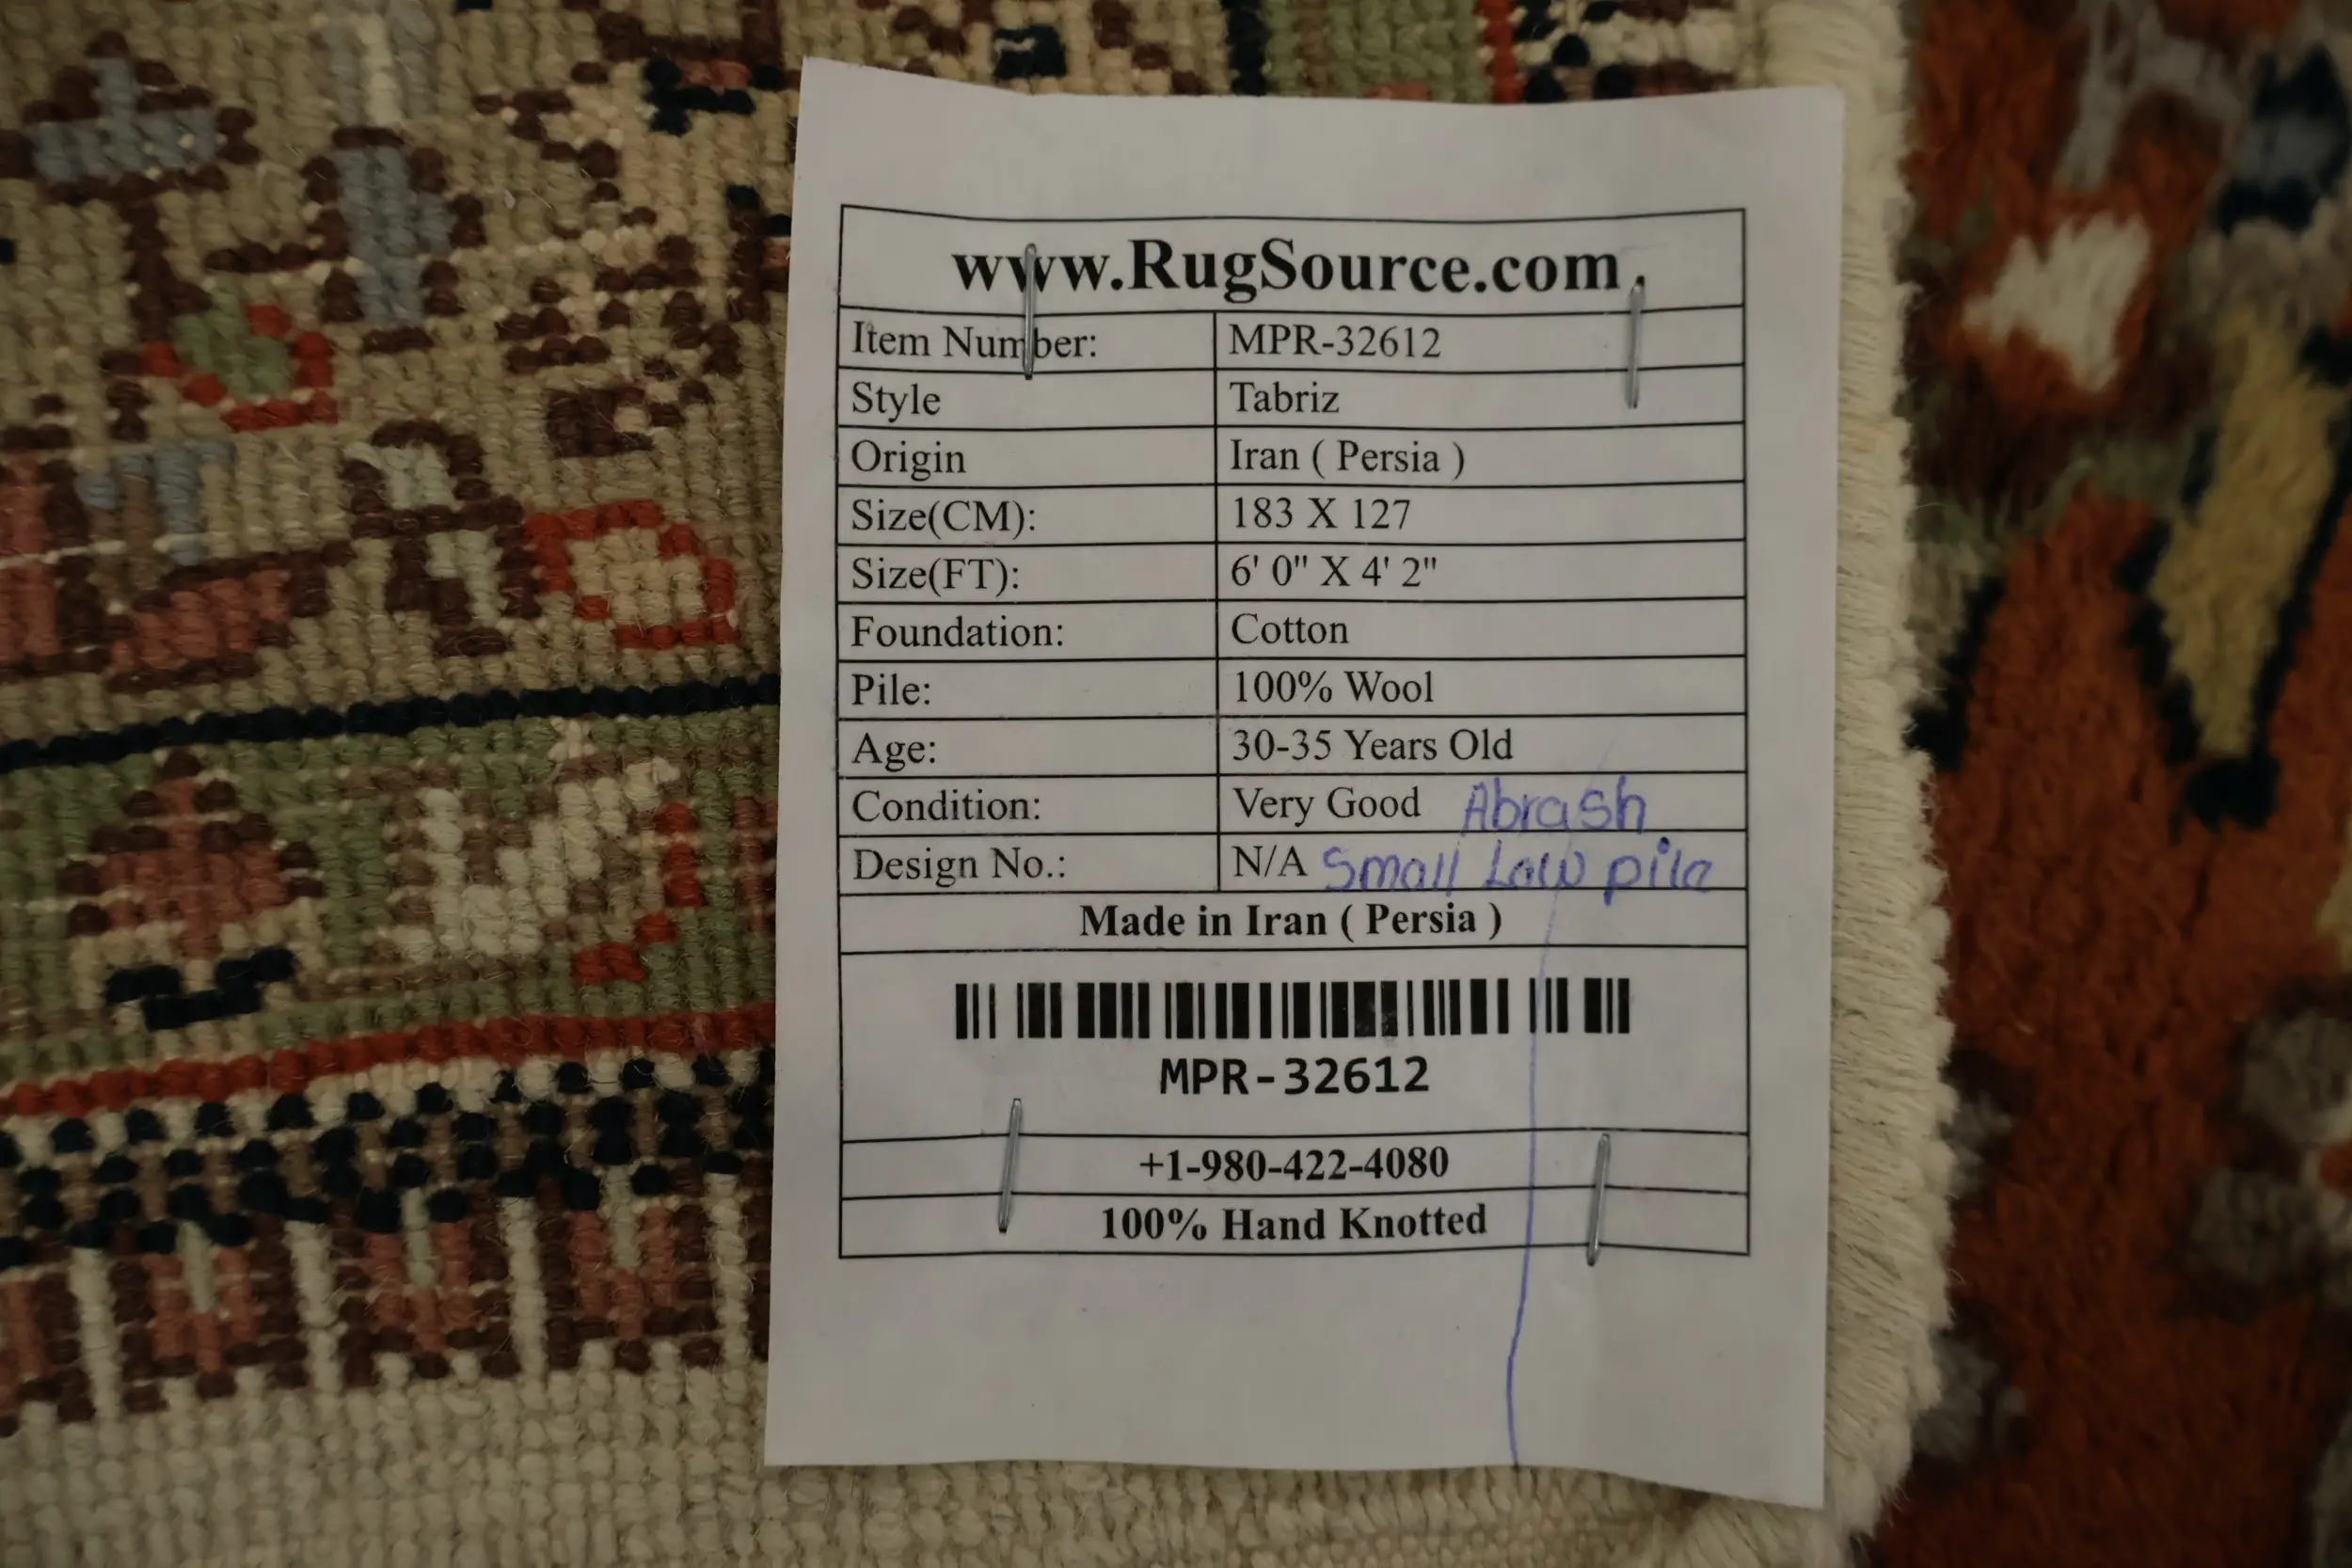 www.RugSource.com
Item Number: MPR-32612
Style Tabriz
Origin Iran ( Persia )
Size(CM): 183 X 127
Size(FT): 6' 0" X 4' 2"
Foundation: Cotton
Pile: 100% Wool
Age: 30-35 Years Old
Condition: Very Good Abrash
Design No.: N/A Small Low pile
Made in Iran ( Persia )
MPR-32612
+1-980-422-4080
100% Hand Knotted